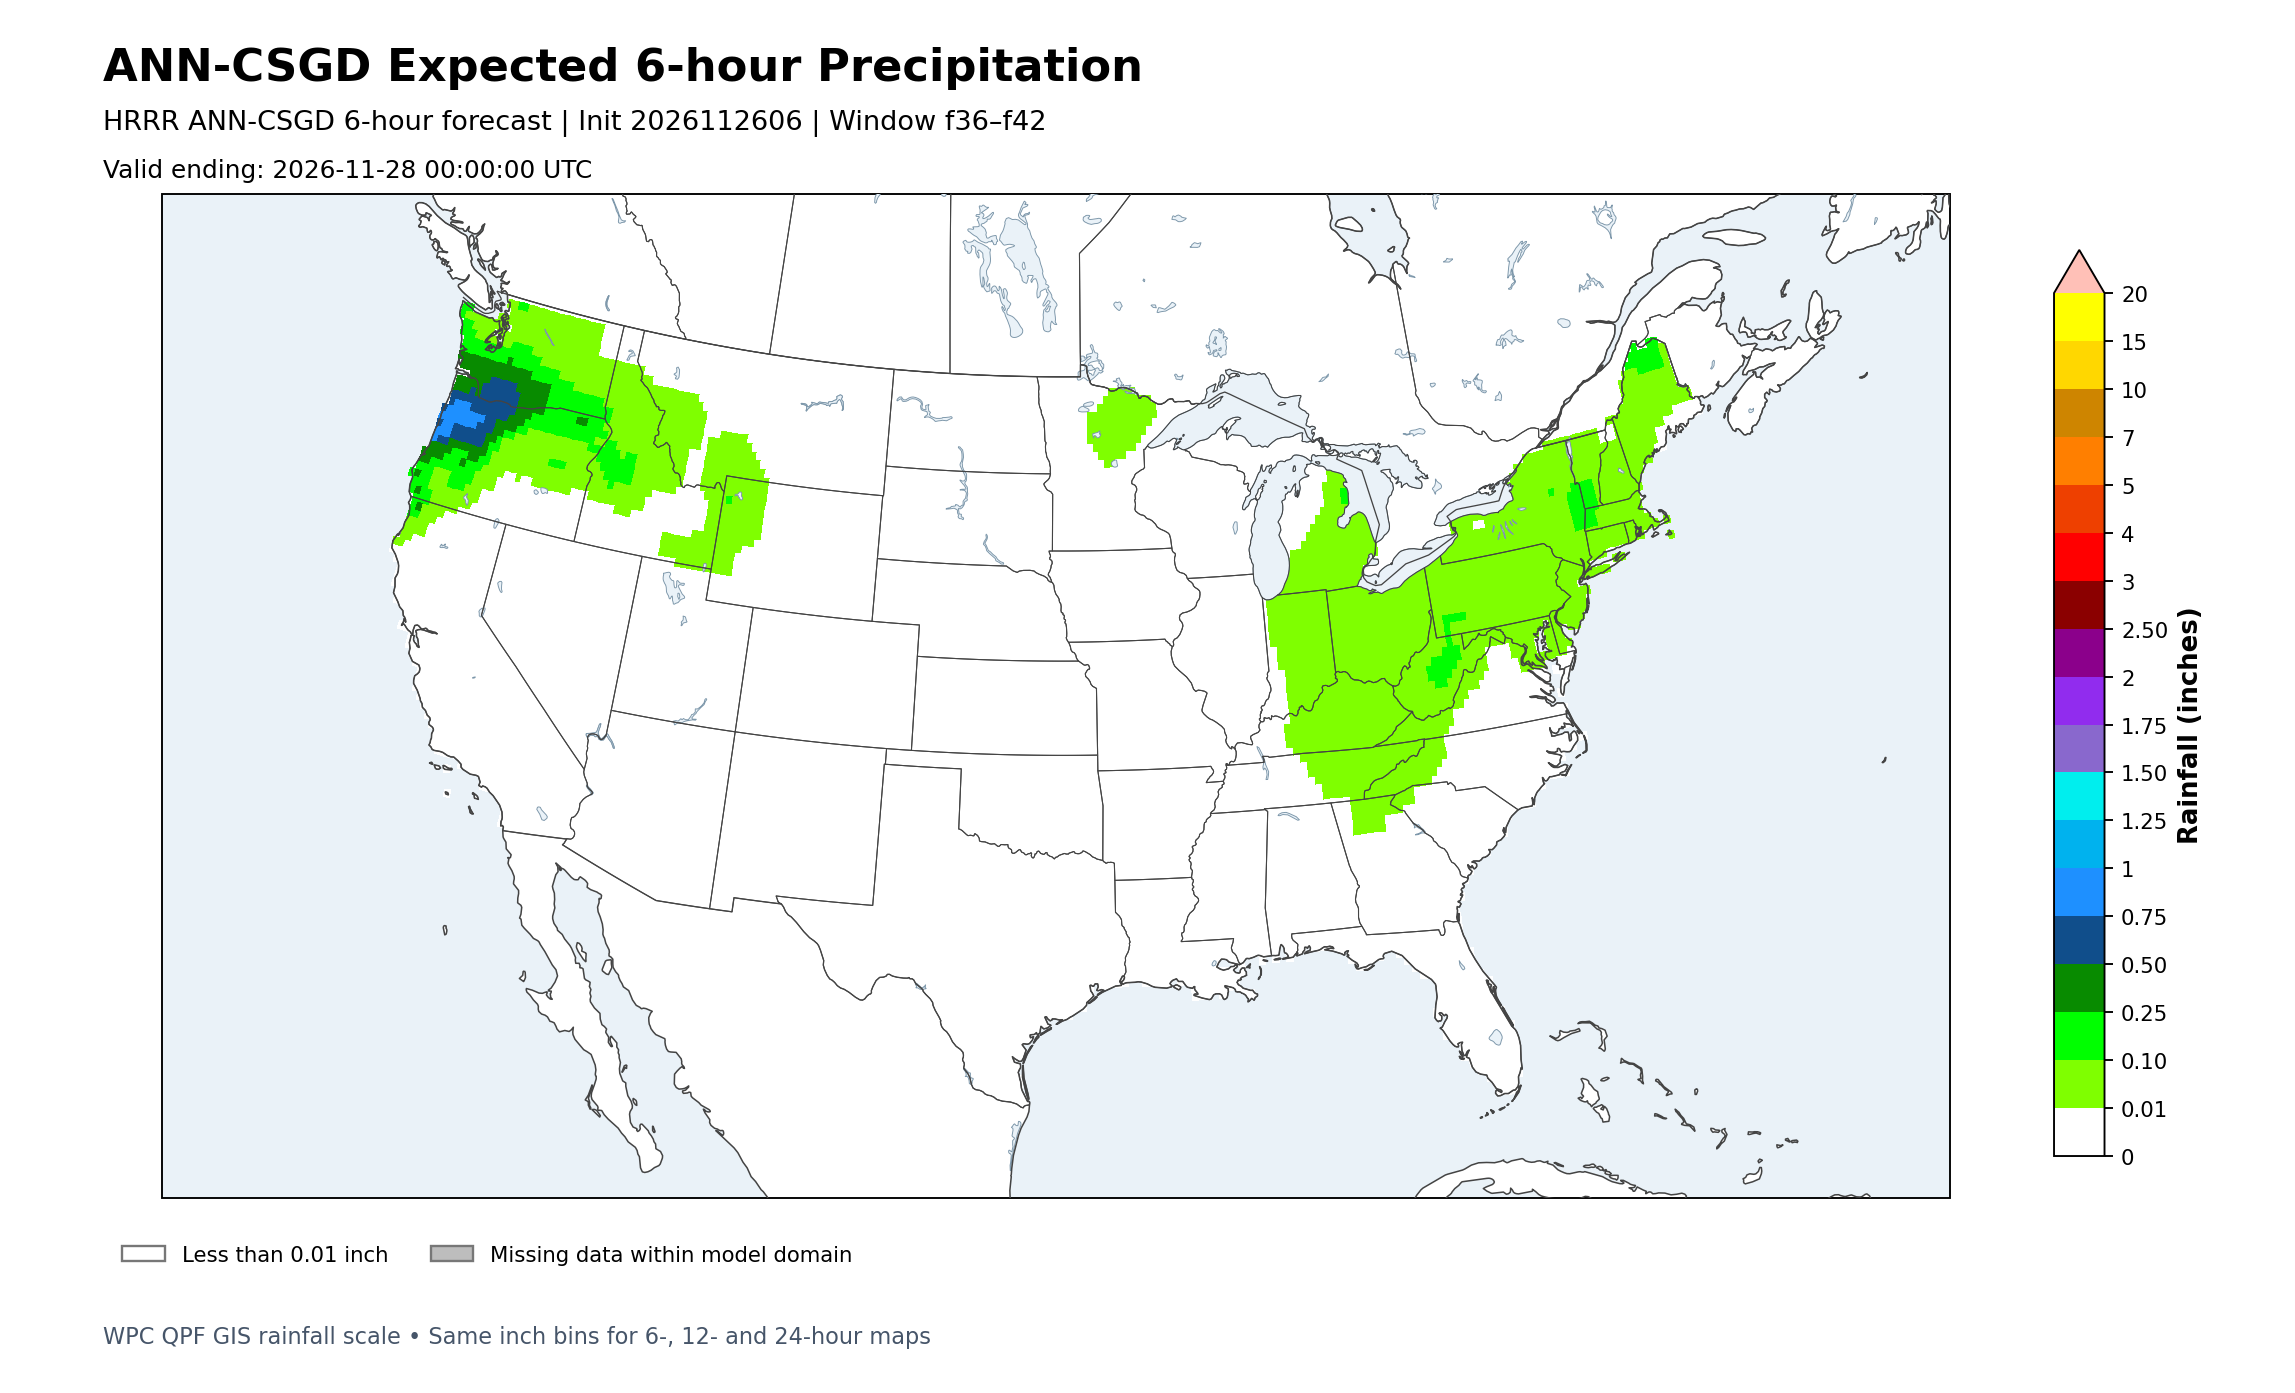 ANN-CSGD Expected 6-hour Precipitation
HRRR ANN-CSGD 6-hour forecast | Init 2026112606 | Window f36–f42
Valid ending: 2026-11-28 00:00:00 UTC
20
15
10
7
5
4
3
2.50
2
1.75
1.50
1.25
1
0.75
0.50
0.25
0.10
0.01
0
Rainfall (inches)
Less than 0.01 inch
Missing data within model domain
WPC QPF GIS rainfall scale • Same inch bins for 6-, 12- and 24-hour maps